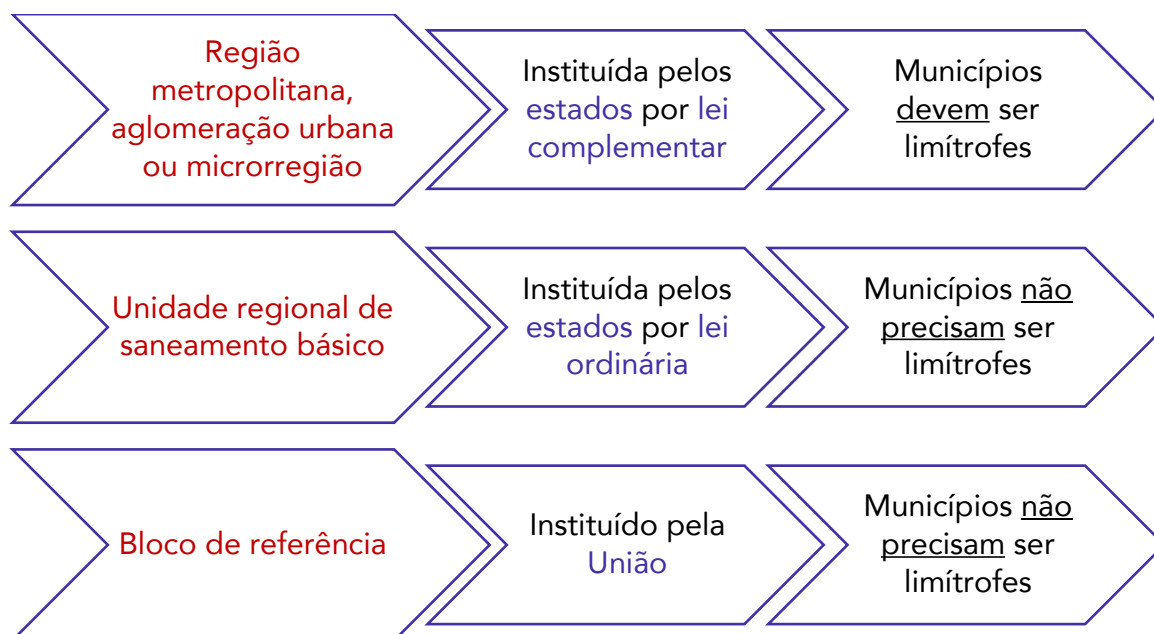 Região
metropolitana,
aglomeração urbana
ou microrregião
Instituída pelos
estados por lei
complementar
Municípios
devem ser
limítrofes
Unidade regional de
saneamento básico
Instituída pelos
estados por lei
ordinária
Municípios não
precisam ser
limítrofes
Bloco de referência
Instituído pela
União
Municípios não
precisam ser
limítrofes